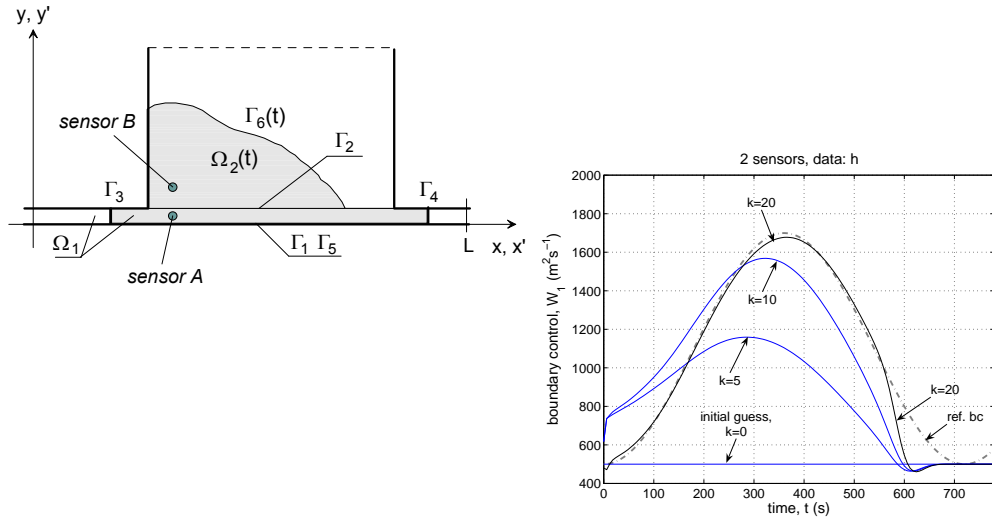 y, y'
sensor B
Γ6(t)
Ω2(t)
Γ2
Γ3
Γ4
Ω1
Γ1 Γ5
L
x, x'
sensor A
2 sensors, data: h
boundary control, W1 (m²s−1)
2000
1800
1600
1400
1200
1000
800
600
400
k=20
k=10
k=5
initial guess,
k=0
k=20
ref. bc
0
100
200
300
400
500
600
700
time, t (s)